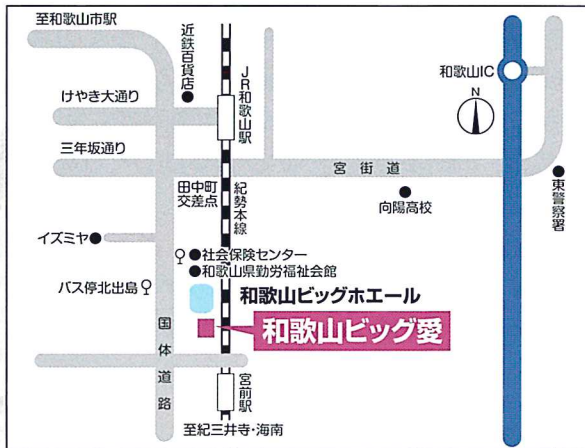 至和歌山市駅
近鉄百貨店
JR和歌山駅
和歌山IC
N
けやき大通り
三年坂通り
宮街道
田中町
交差点
紀勢本線
向陽高校
東警察署
イズミヤ
社会保険センター
和歌山県勤労福祉会館
バス停北出島
和歌山ビッグホエール
和歌山ビッグ愛
国体道路
宮前駅
至紀三井寺・海南